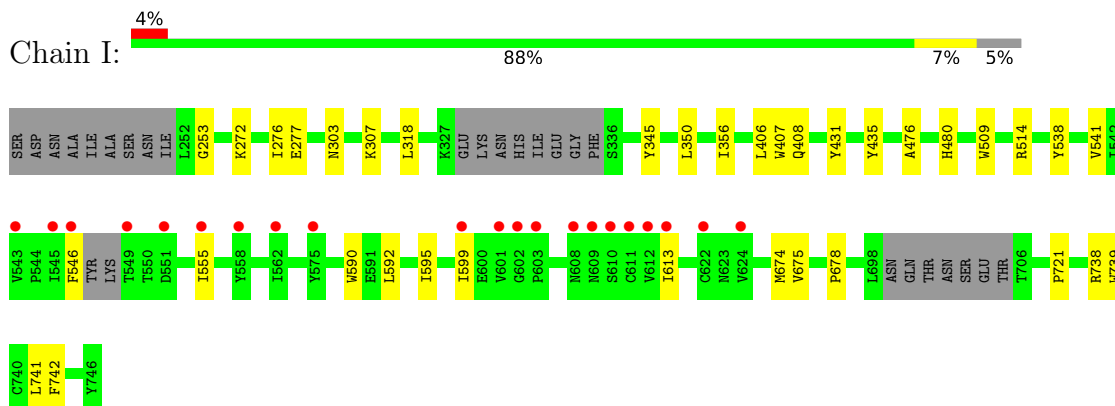 4%
Chain I:
88% 7% 5%
SER ASP ASN ALA ILE ALA SER ASN ILE L252 G253 K272 I276 E277 N303 K307 L318 K327 GLU LYS ASN HIS ILE GLU GLY PHE S336 Y345 L350 I356 L406 W407 Q408 Y431 Y435 A476 H480 W509 R514 Y538 V541 I542
V543 P544 I545 F546 TYR LYS T549 T550 D551 I555 Y558 I562 Y575 W590 E591 L592 I595 I599 E600 V601 G602 P603 N608 N609 S610 C611 V612 I613 C622 N623 V624 M674 V675 P678 L698 ASN GLN THR ASN SER GLU THR T706 P721 R738 W739
C740 L741 F742 Y746